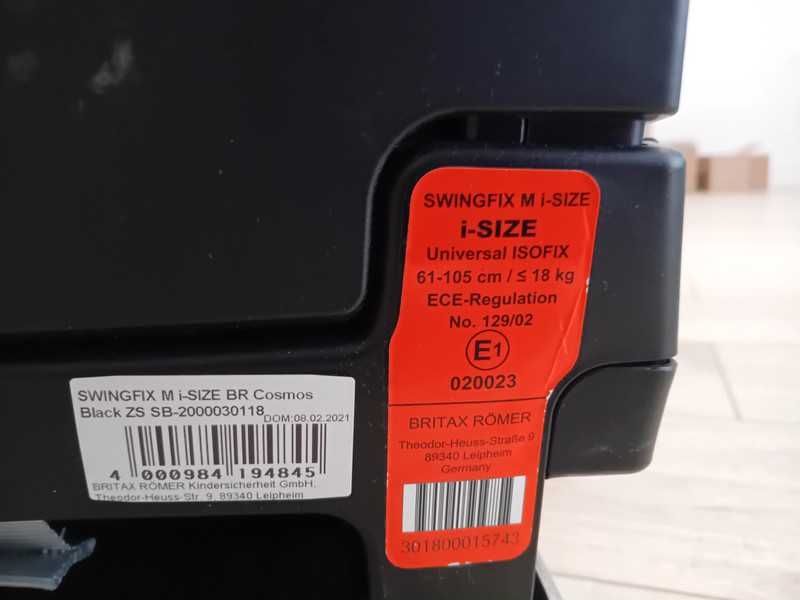 SWINGFIX M i-SIZE
i-SIZE
Universal ISOFIX
61-105 cm / ≤ 18 kg
ECE-Regulation
No. 129/02
E1
020023
BRITAX RÖMER
Theodor-Heuss-Straße 9
89340 Leipheim
Germany
301800015743
SWINGFIX M i-SIZE BR Cosmos
Black ZS SB-2000030118
DOM:08.02.2021
4 000984 194845
BRITAX RÖMER Kindersicherheit GmbH.
Theodor-Heuss-Str. 9, 89340 Leipheim